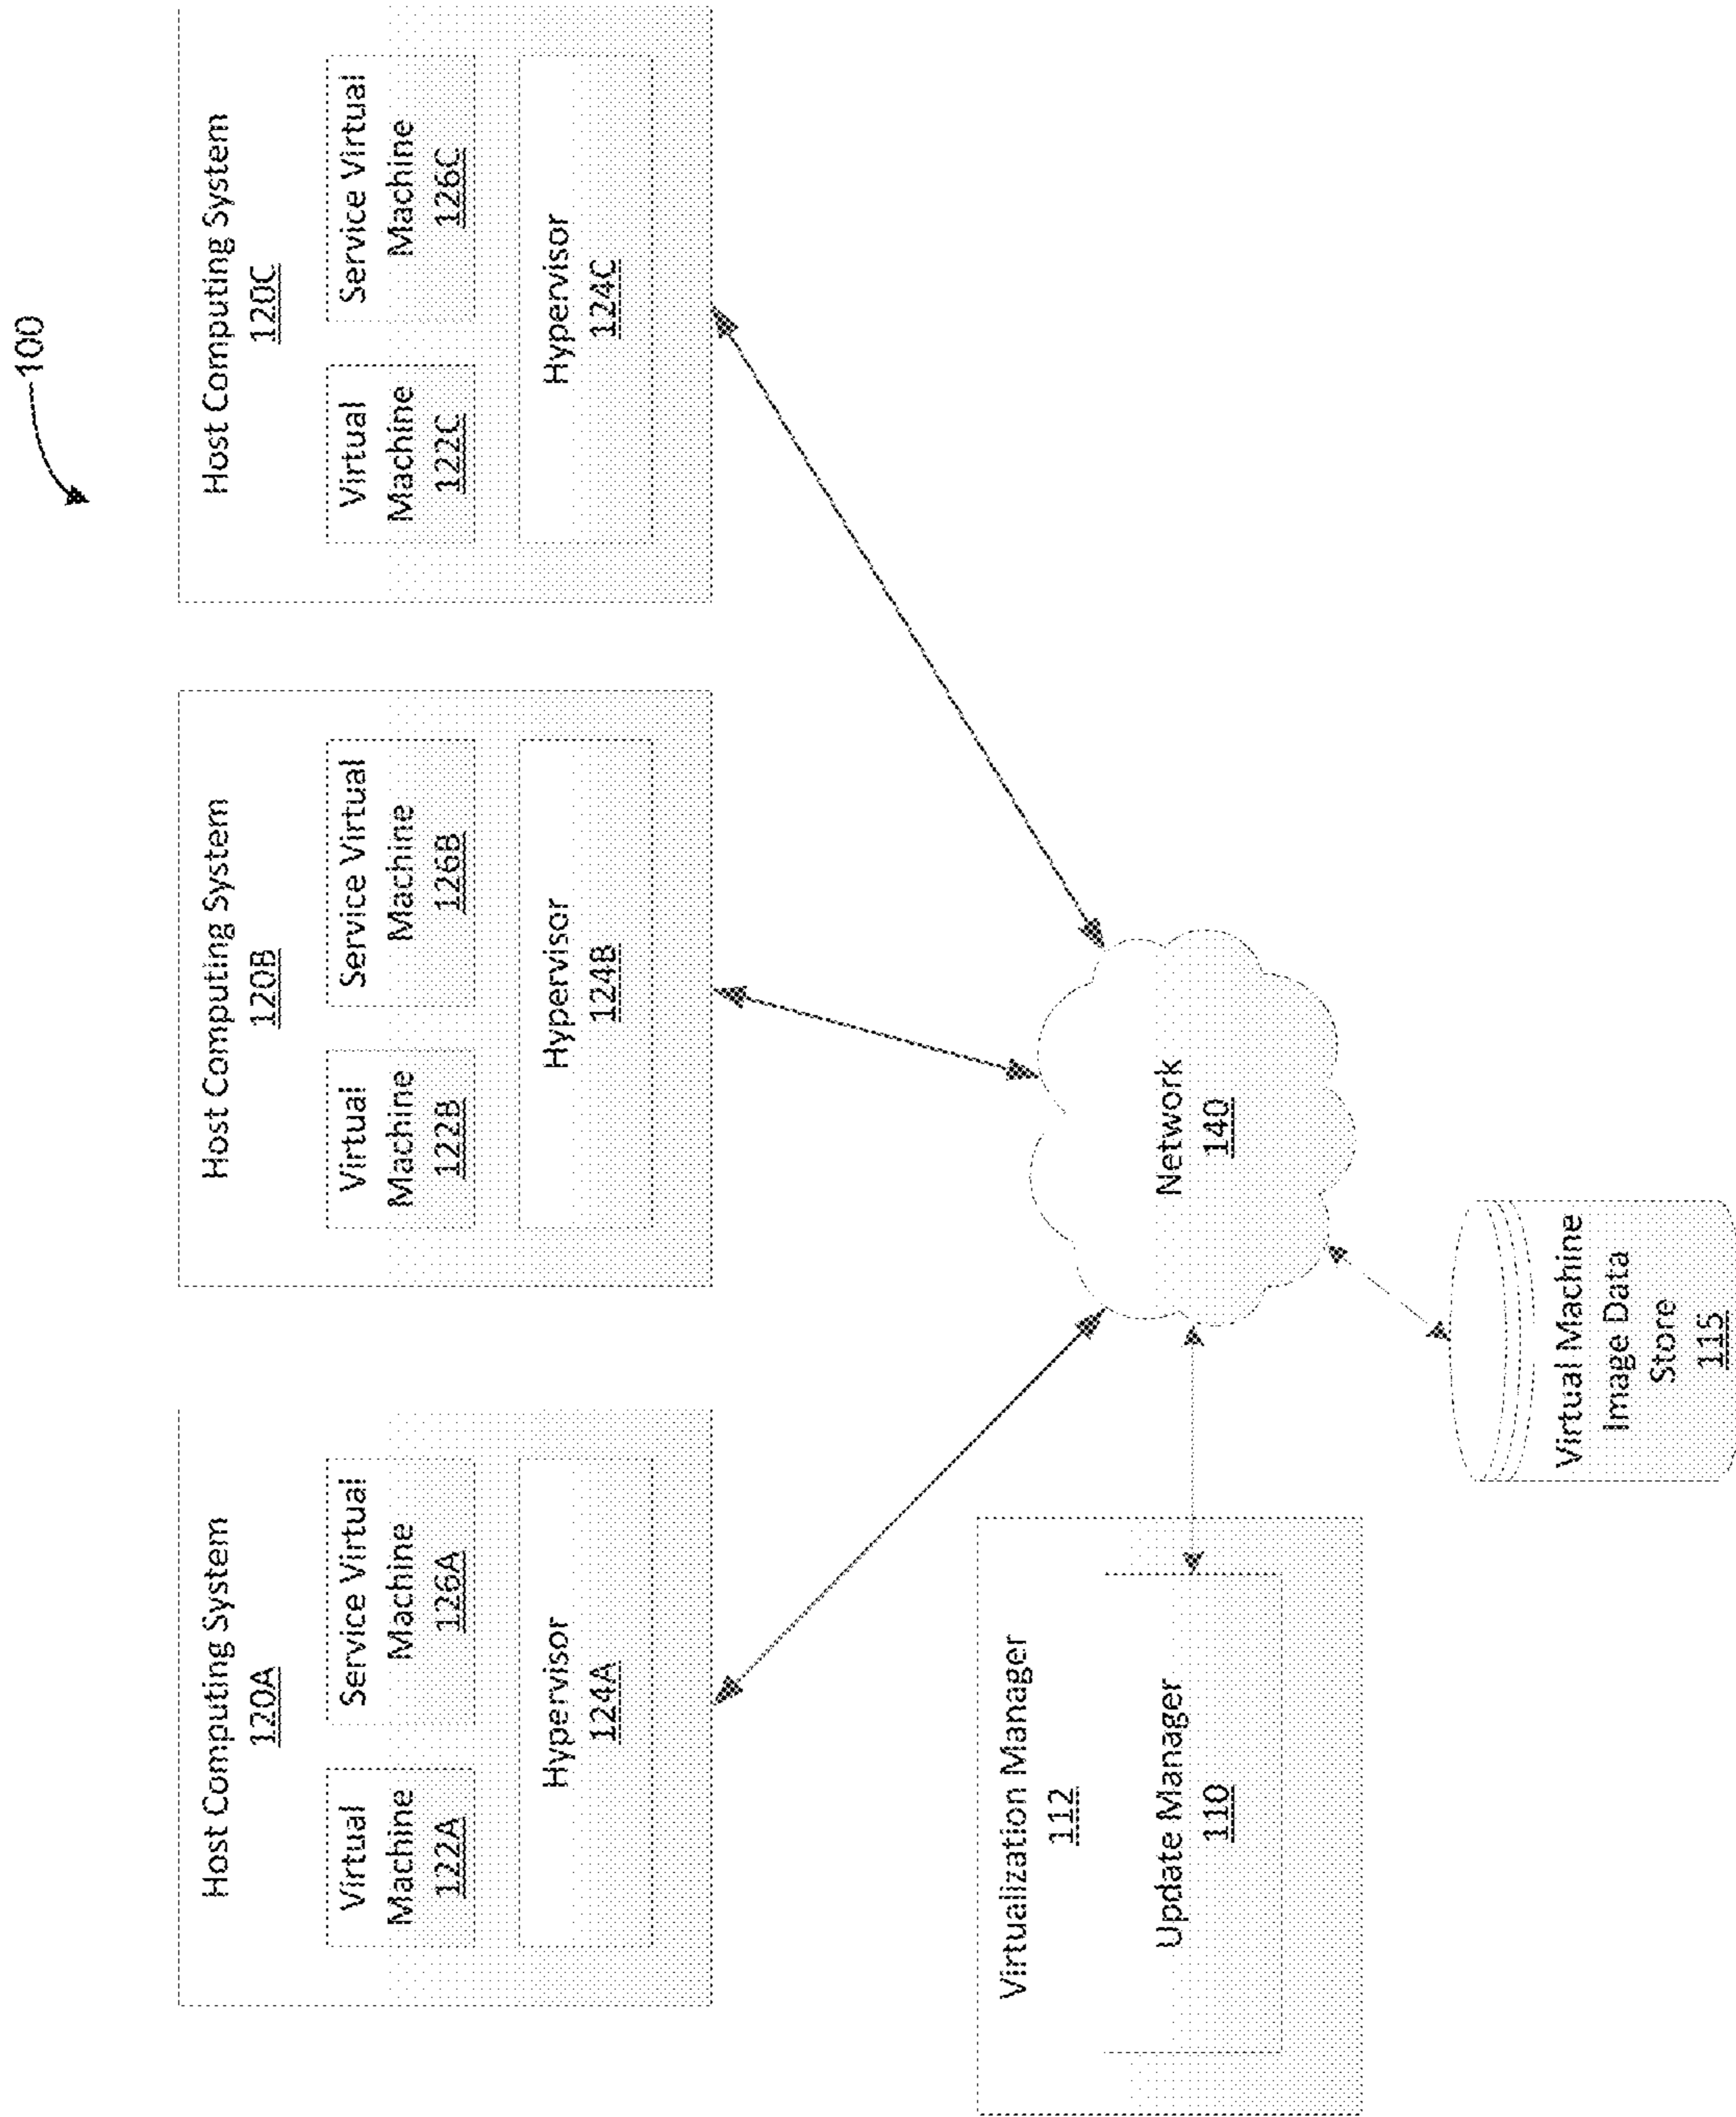 100
Host Computing System
120A
Virtual
Machine
122A
Service Virtual
Machine
126A
Hypervisor
124A
Host Computing System
120B
Virtual
Machine
122B
Service Virtual
Machine
126B
Hypervisor
124B
Host Computing System
120C
Virtual
Machine
122C
Service Virtual
Machine
126C
Hypervisor
124C
Virtualization Manager
112
Update Manager
110
Network
140
Virtual Machine
Image Data
Store
115